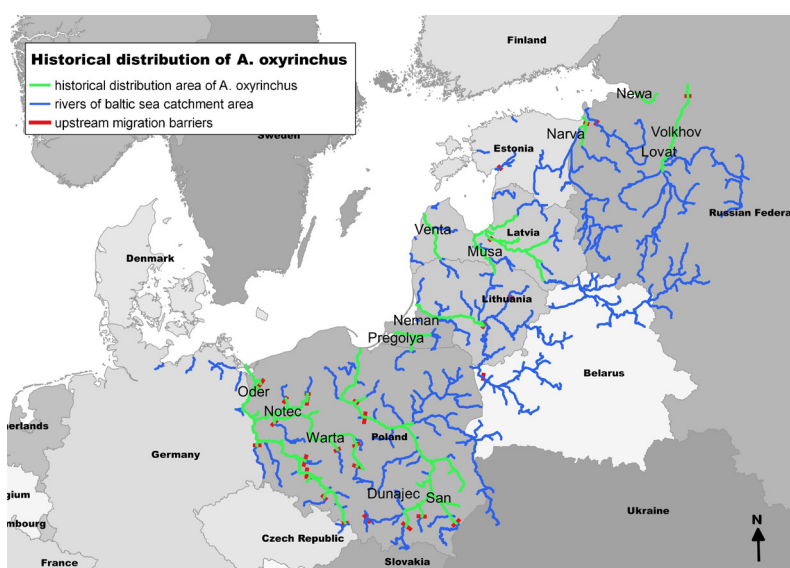 Finland
Historical distribution of A. oxyrinchus
historical distribution area of A. oxyrinchus
rivers of baltic sea catchment area
upstream migration barriers
Sweden
Newa
Narva
Volkhov
Estonia
Lovat
Russian Federa
Venta
Latvia
Musa
Denmark
Lithuania
Neman
Pregolya
Belarus
Oder
Notec
Warta
Poland
Germany
Dunajec
San
Ukraine
Czech Republic
Slovakia
France
N